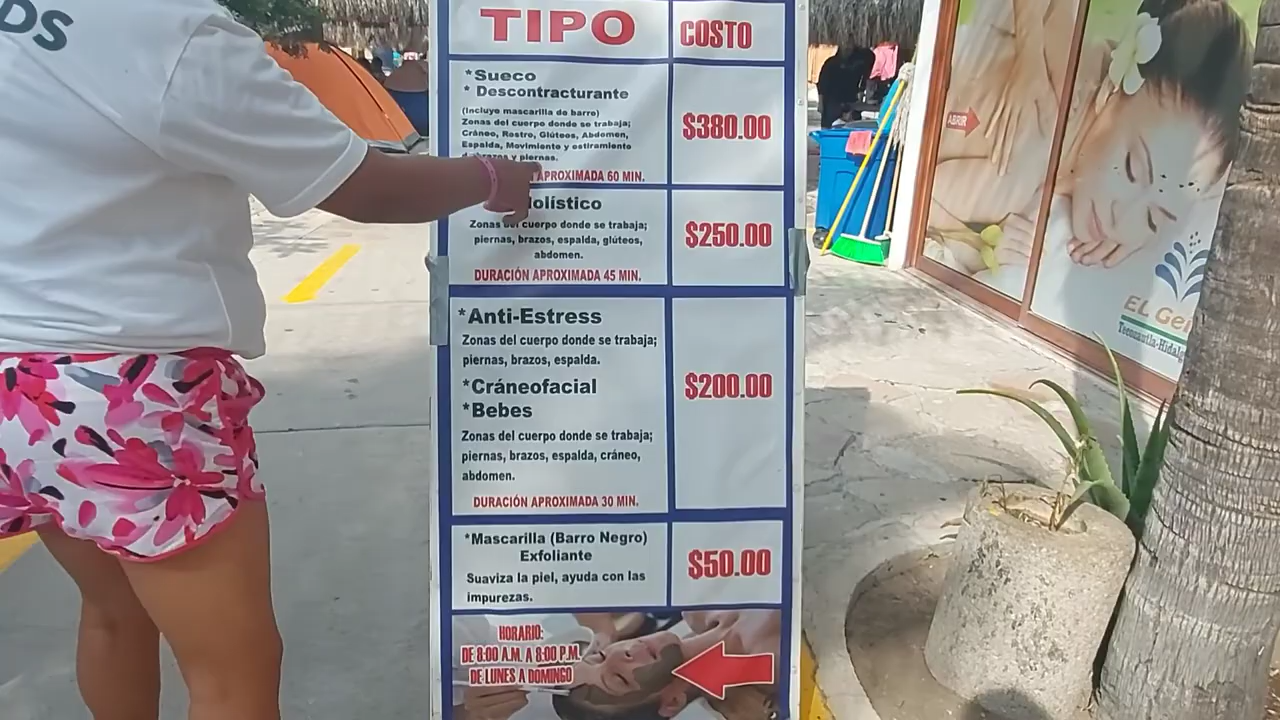 DS
TIPO
COSTO
*Sueco
* Descontracturante
(Incluye mascarilla de barro)
Zonas del cuerpo donde se trabaja;
Cráneo, Rostro, Glúteos, Abdomen,
Espalda, Movimiento y estiramiento
y piernas.
APROXIMADA 60 MIN.
$380.00
Zonas del cuerpo donde se trabaja;
piernas, brazos, espalda, glúteos,
abdomen.
DURACIÓN APROXIMADA 45 MIN.
$250.00
*Anti-Estress
Zonas del cuerpo donde se trabaja;
piernas, brazos, espalda.
*Cráneofacial
*Bebes
Zonas del cuerpo donde se trabaja;
piernas, brazos, espalda, cráneo,
abdomen.
DURACIÓN APROXIMADA 30 MIN.
$200.00
*Mascarilla (Barro Negro)
Exfoliante
Suaviza la piel, ayuda con las
impurezas.
$50.00
HORARIO:
DE 8:00 A.M. A 8:00 P.M.
DE LUNES A DOMINGO
ABRIR
EL Gei
Tecozautla-Hidalg